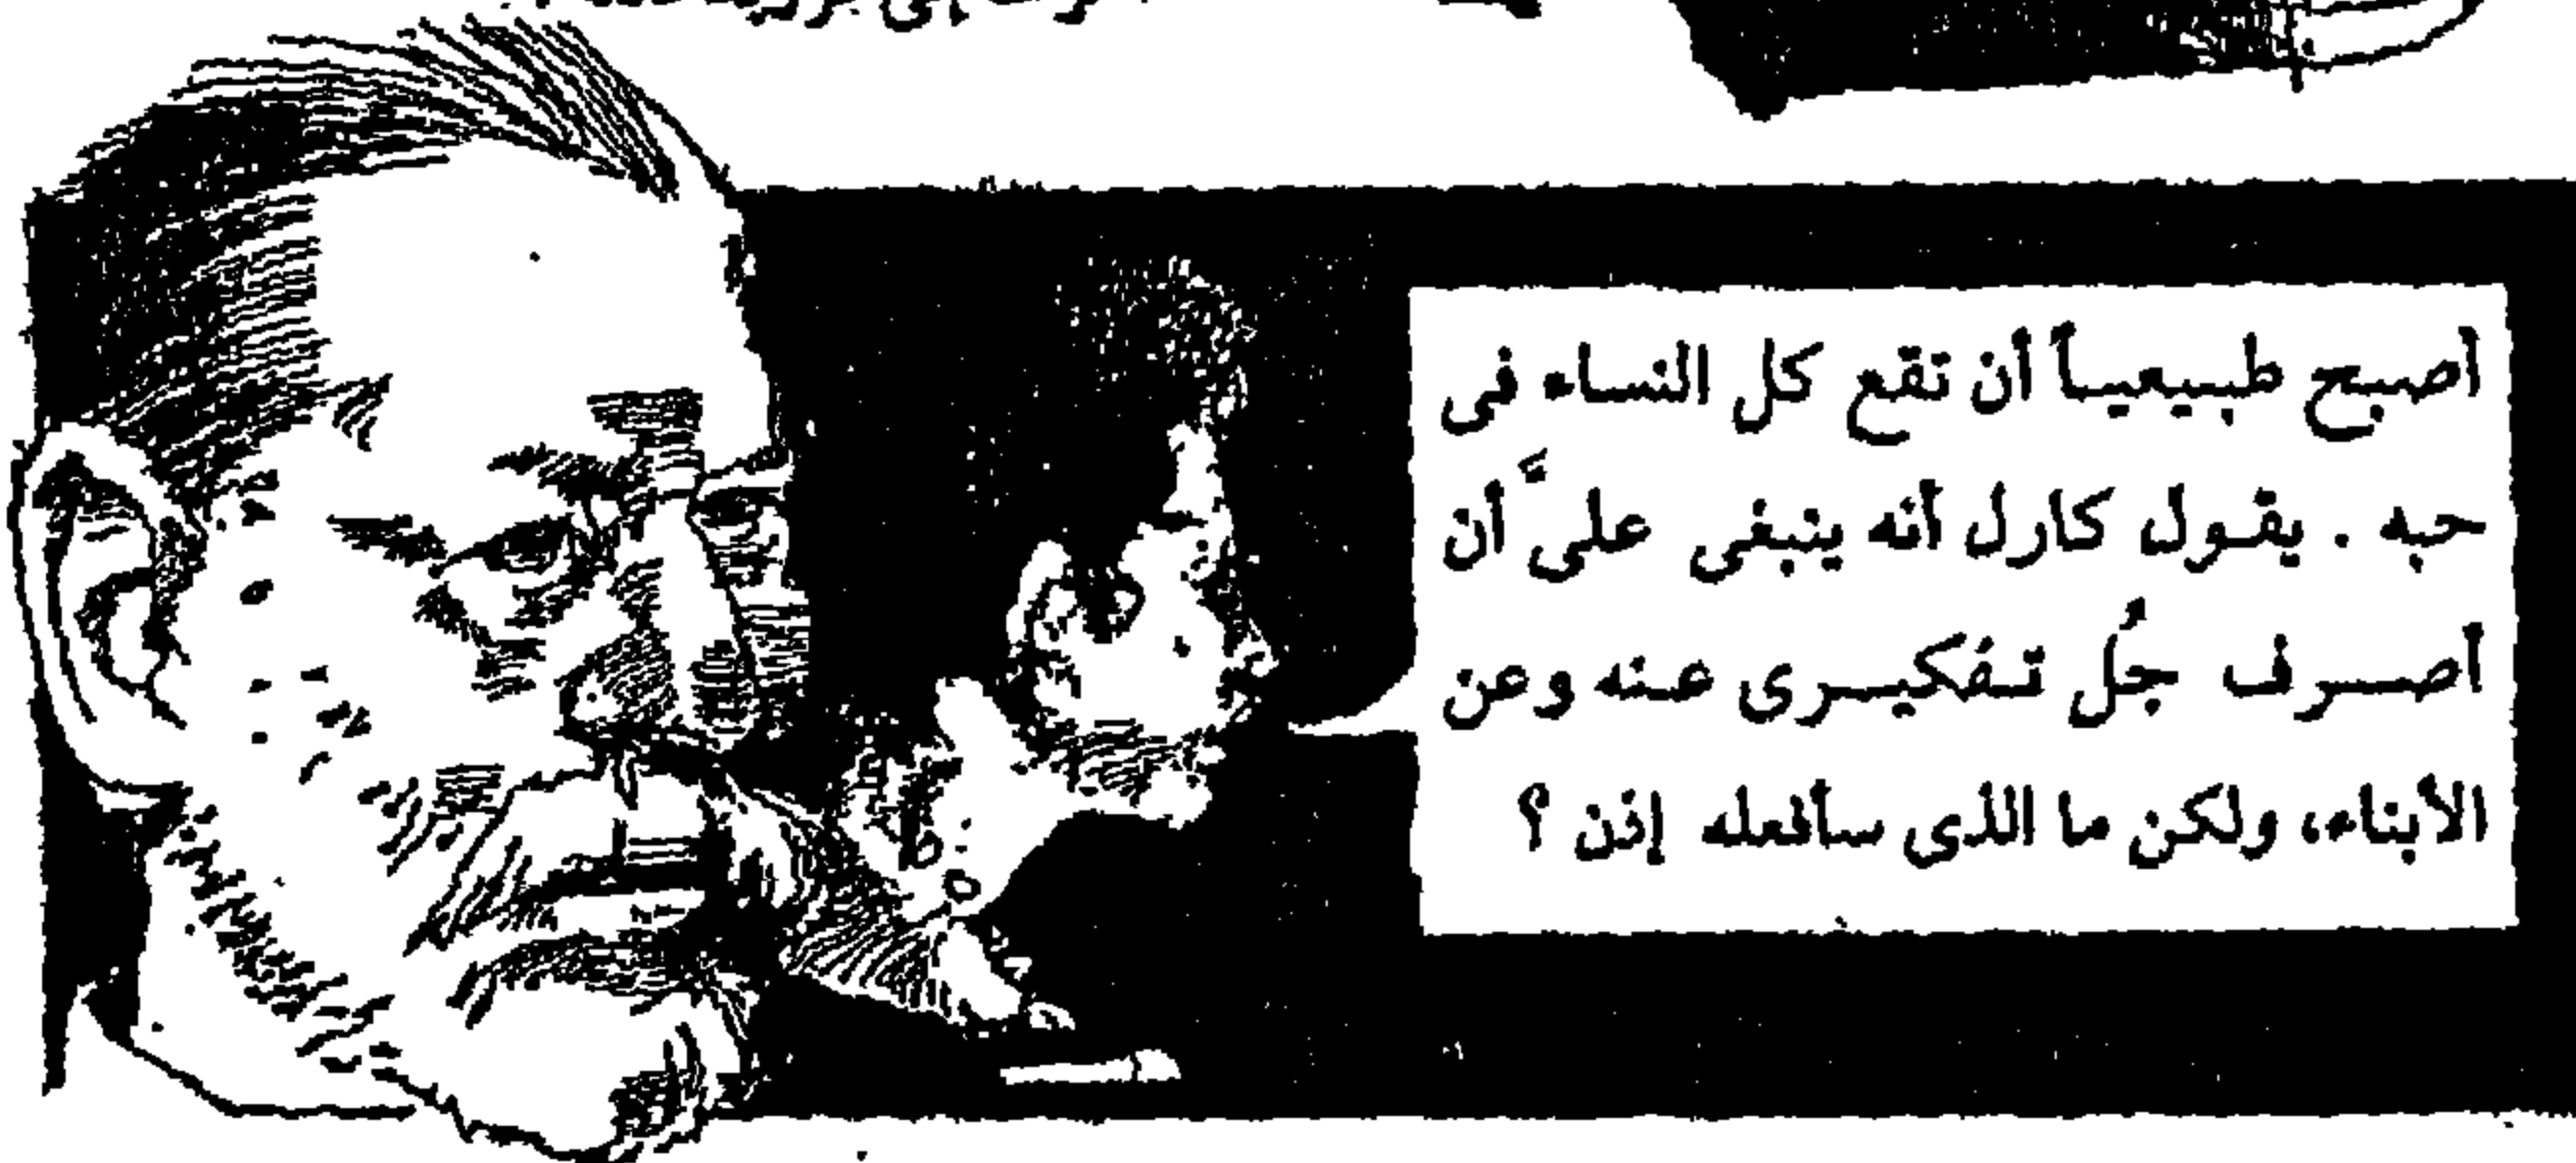 أصبح طبيعياً أن تقع كل النساء فى
حبه . يقول كارل أنه ينبغى علىَّ أن
أصرف جُل تفكيرى عنه وعن
الأبناء، ولكن ما الذى سأفعله إذن ؟